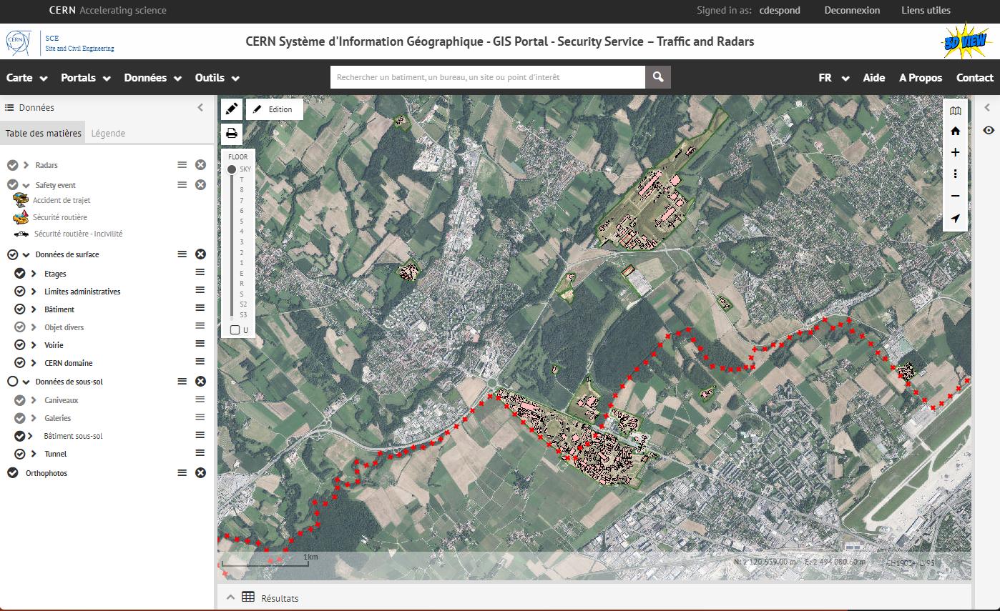 CERN Accelerating science
Signed in as: cdespond Deconnexion Liens utiles
CERN
SCE
Site and Civil Engineering
CERN Système d'Information Géographique - GIS Portal - Security Service – Traffic and Radars
3D VIEW
Carte Portals Données Outils
Rechercher un batiment, un bureau, un site ou point d'interêt
FR Aide A Propos Contact
Données
Table des matières Légende
Radars
Safety event
Accident de trajet
Sécurité routière
Sécurité routière - Incivilité
Données de surface
Etages
Limites administratives
Bâtiment
Objet divers
Voirie
CERN domaine
Données de sous-sol
Caniveaux
Galeries
Bâtiment sous-sol
Tunnel
Orthophotos
Edition
FLOOR
SKY
T
8
7
6
5
4
3
2
1
E
R
S
S2
S3
U
1km
N: 2 120 559.00 m E: 2 494 080.60 m CH1903+ LV95
Résultats